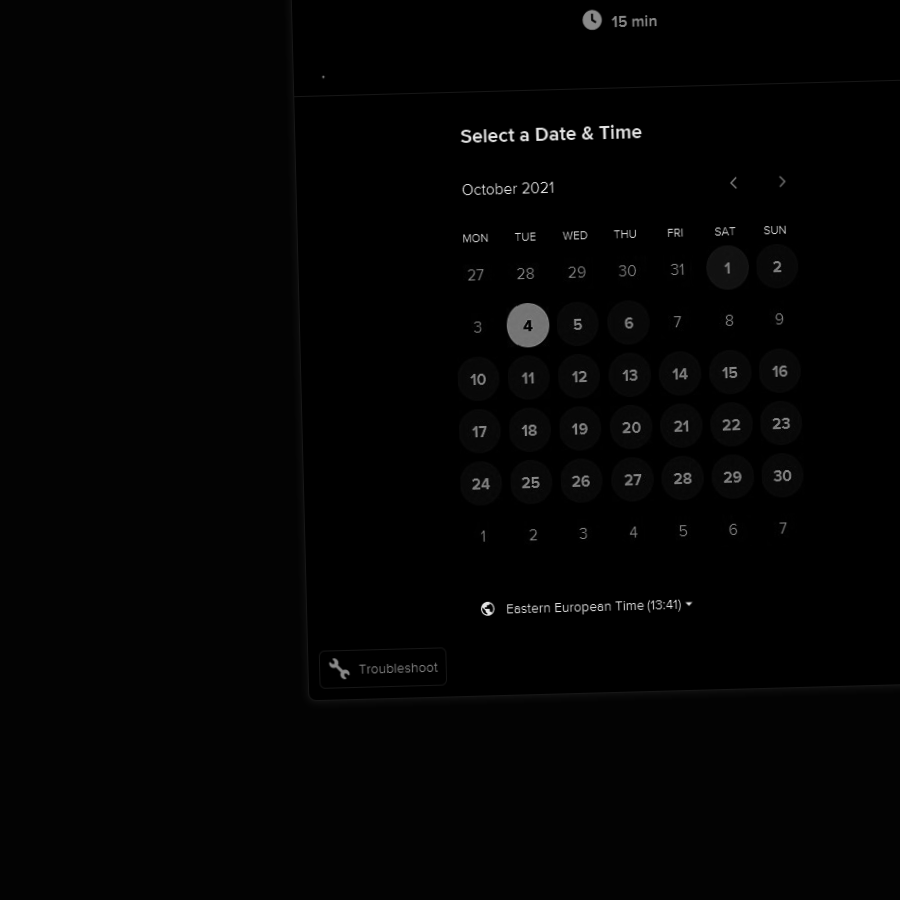 15 min
.
Select a Date & Time
October 2021
MON TUE WED THU FRI SAT SUN
27 28 29 30 31 1 2
3 4 5 6 7 8 9
10 11 12 13 14 15 16
17 18 19 20 21 22 23
24 25 26 27 28 29 30
1 2 3 4 5 6 7
Eastern European Time (13:41)
Troubleshoot